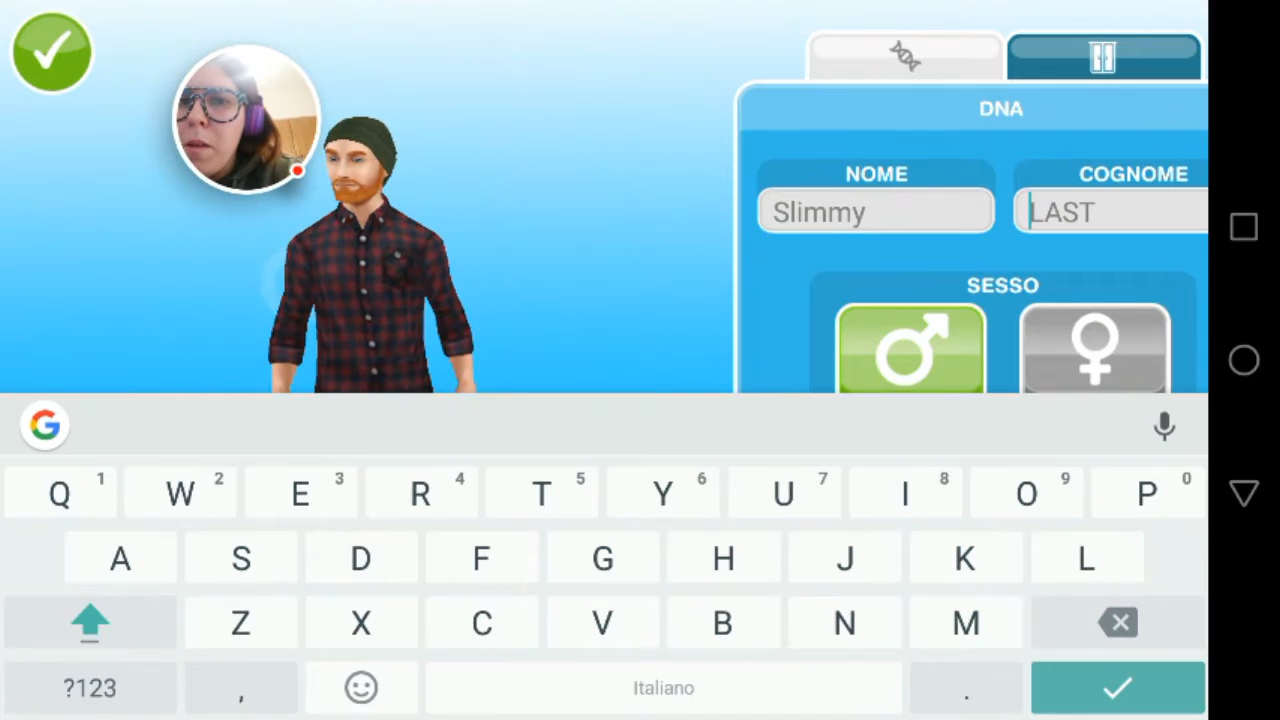 DNA
NOME COGNOME
Slimmy LAST
SESSO
Q 1 W 2 E 3 R 4 T 5 Y 6 U 7 I 8 O 9 P 0
A S D F G H J K L
Z X C V B N M
?123 , Italiano .